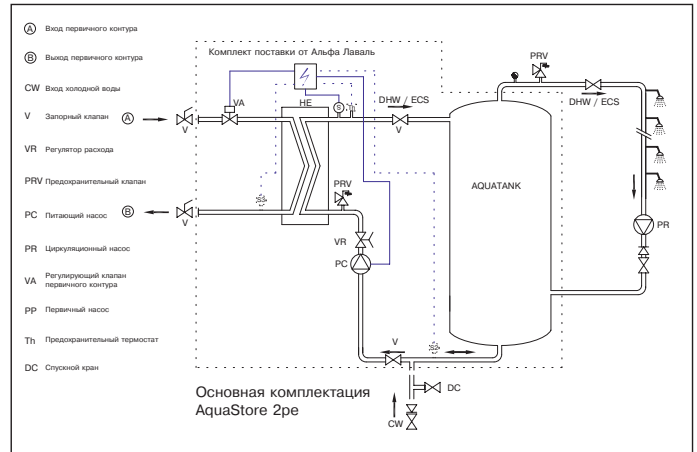 A Вход первичного контура
B Выход первичного контура
CW Вход холодной воды
V Запорный клапан
VR Регулятор расхода
PRV Предохранительный клапан
PC Питающий насос
PR Циркуляционный насос
VA Регулирующий клапан
первичного контура
PP Первичный насос
Th Предохранительный термостат
DC Спускной кран
Комплект поставки от Альфа Лаваль
A
V
VA
HE
S
Th
DHW / ECS
V
PRV
DHW / ECS
AQUATANK
B
V
S3
PRV
VR
PC
PR
V
S2
DC
CW
Основная комплектация
AquaStore 2pe